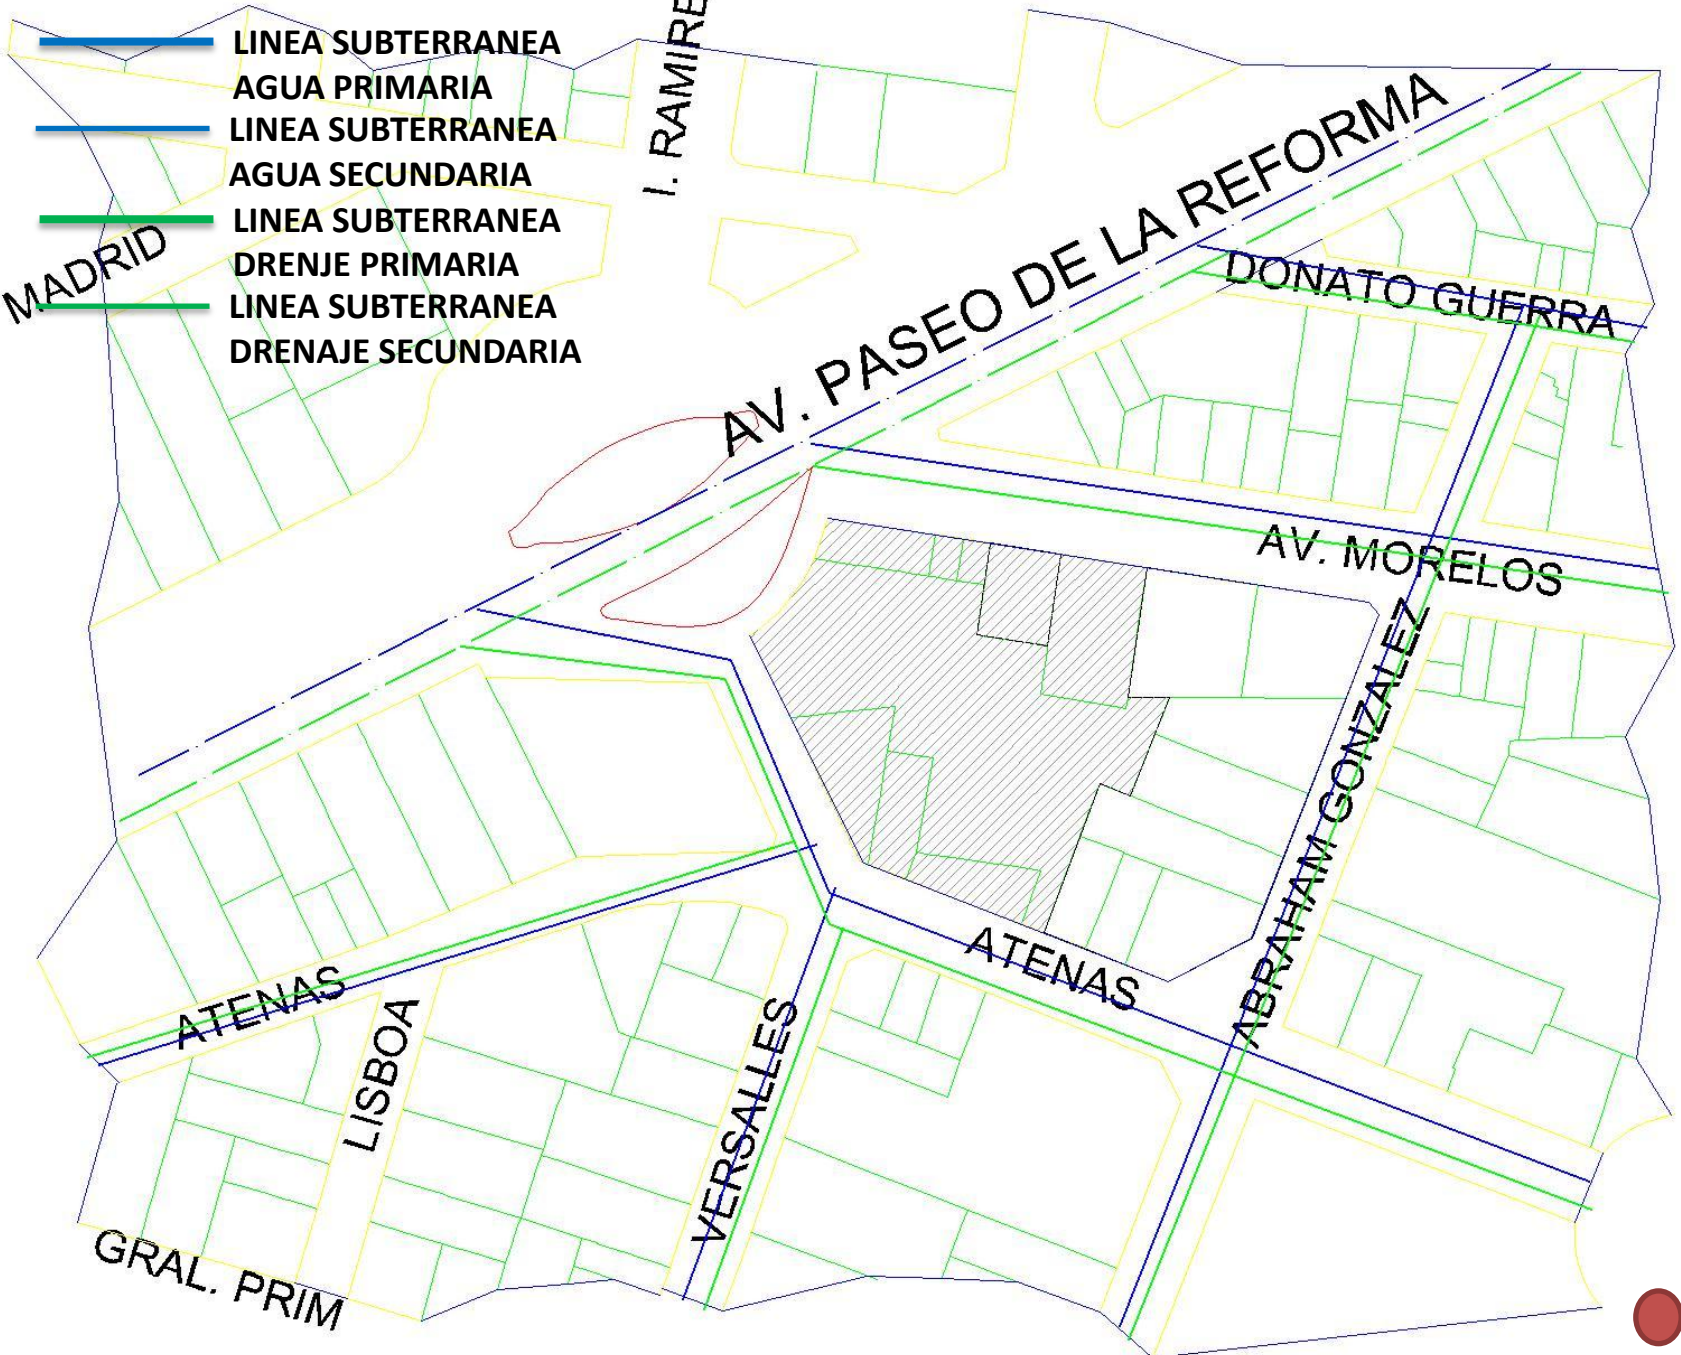 LINEA SUBTERRANEA
AGUA PRIMARIA
LINEA SUBTERRANEA
AGUA SECUNDARIA
LINEA SUBTERRANEA
DRENJE PRIMARIA
LINEA SUBTERRANEA
DRENAJE SECUNDARIA
I. RAMIRE
MADRID
AV. PASEO DE LA REFORMA
DONATO GUERRA
AV. MORELOS
ABRAHAM GONZALEZ
ATENAS
ATENAS
LISBOA
VERSALLES
GRAL. PRIM